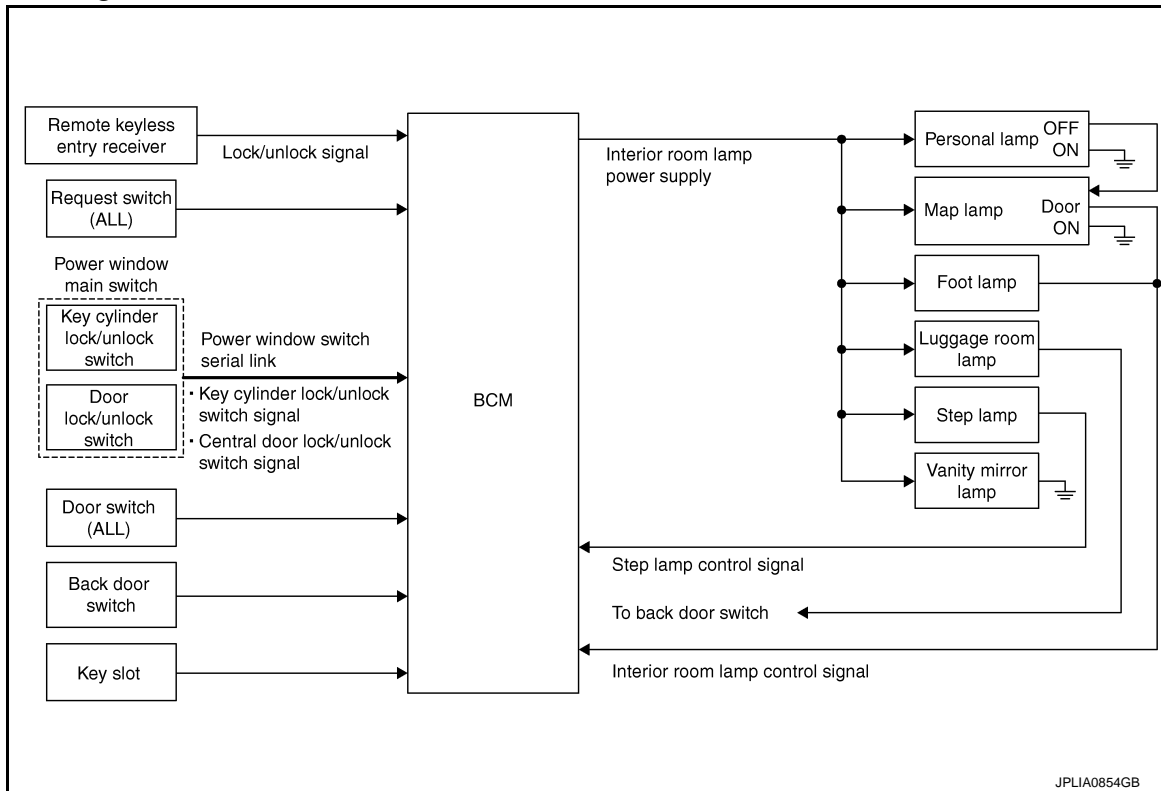 Remote keyless
entry receiver
Lock/unlock signal
Request switch
(ALL)
Power window
main switch
Key cylinder
lock/unlock
switch
Door
lock/unlock
switch
Power window switch
serial link
· Key cylinder lock/unlock
switch signal
· Central door lock/unlock
switch signal
Door switch
(ALL)
Back door
switch
Key slot
BCM
Interior room lamp
power supply
Personal lamp
OFF
ON
Map lamp
Door
ON
Foot lamp
Luggage room
lamp
Step lamp
Vanity mirror
lamp
Step lamp control signal
To back door switch
Interior room lamp control signal
JPLIA0854GB